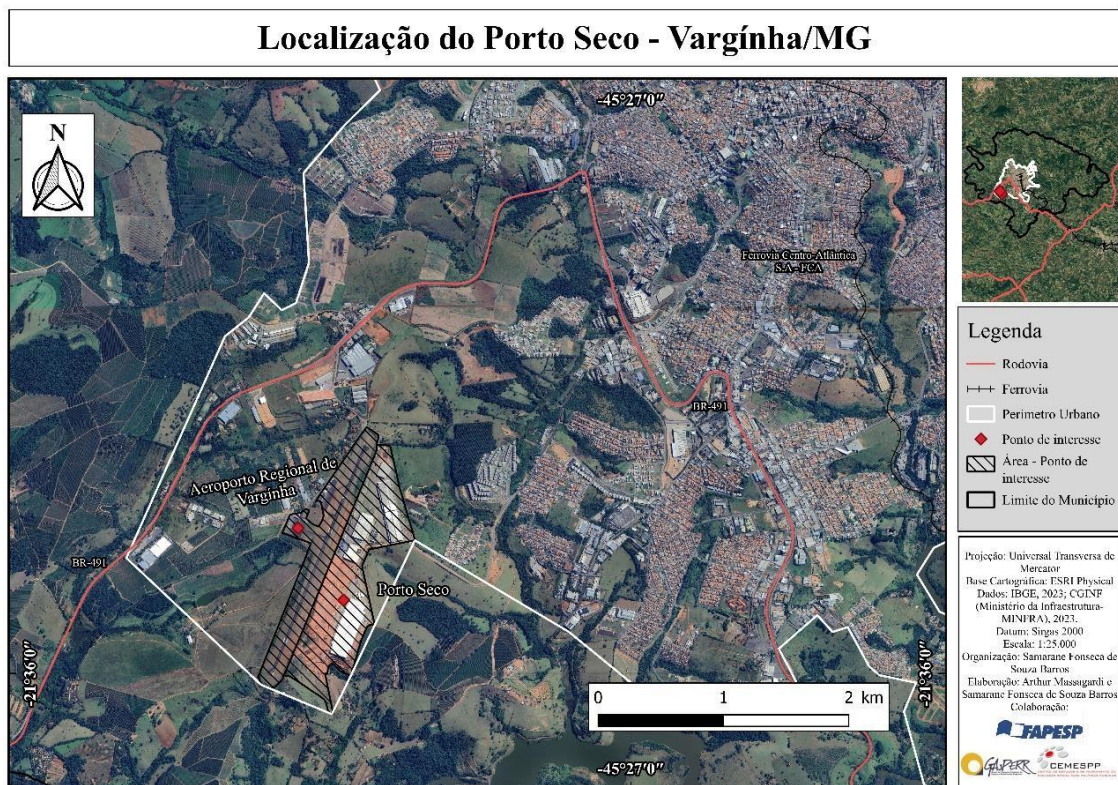 Localização do Porto Seco - Vargínha/MG
-45°27'0"
N
Ferrovia Centro-Atlântica
S.A - FCA
BR-491
Aeroporto Regional de
Vargínha
BR-491
Porto Seco
-21°36'0"
-21°36'0"
0 1 2 km
-45°27'0"
Legenda
Rodovia
Ferrovia
Perimetro Urbano
Ponto de interesse
Área - Ponto de
interesse
Limite do Município
Projeção: Universal Transversa de
Mercator
Base Cartográfica: ESRI Physical
Dados: IBGE, 2023; CGINF
(Ministério da Infraestrutura-
MINFRA), 2023.
Datum: Sirgas 2000
Escala: 1:25.000
Organização: Samarane Fonseca de
Souza Barros
Elaboração: Arthur Massagardi e
Samarane Fonseca de Souza Barros
Colaboração:
FAPESP
GAsPERR
CEMESPP